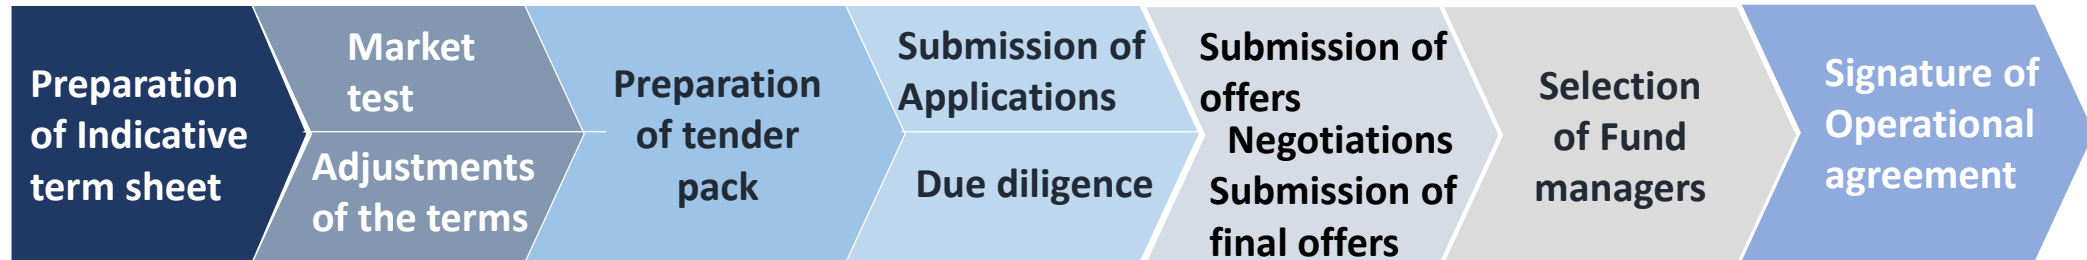 Preparation
of Indicative
term sheet
Market
test
Adjustments
of the terms
Preparation
of tender
pack
Submission of
Applications
Due diligence
Submission of
offers
Negotiations
Submission of
final offers
Selection
of Fund
managers
Signature of
Operational
agreement